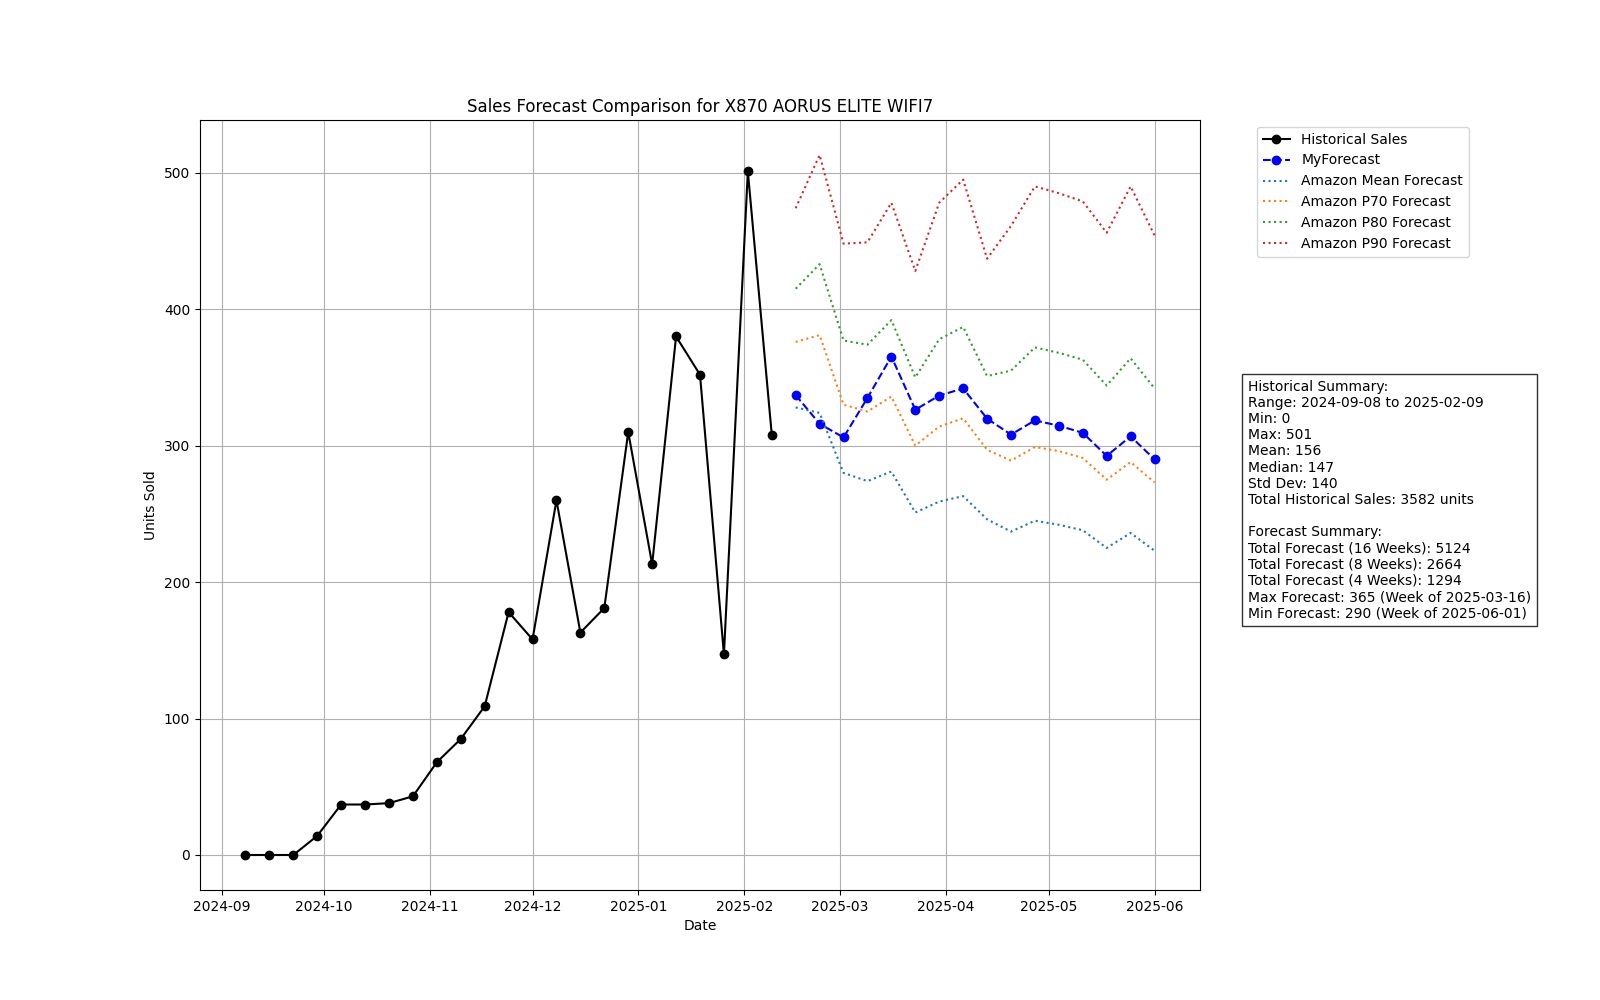 Sales Forecast Comparison for X870 AORUS ELITE WIFI7
Units Sold
500
400
300
200
100
0
2024-09
2024-10
2024-11
2024-12
2025-01
2025-02
2025-03
2025-04
2025-05
2025-06
Date
Historical Sales
MyForecast
Amazon Mean Forecast
Amazon P70 Forecast
Amazon P80 Forecast
Amazon P90 Forecast
Historical Summary:
Range: 2024-09-08 to 2025-02-09
Min: 0
Max: 501
Mean: 156
Median: 147
Std Dev: 140
Total Historical Sales: 3582 units
Forecast Summary:
Total Forecast (16 Weeks): 5124
Total Forecast (8 Weeks): 2664
Total Forecast (4 Weeks): 1294
Max Forecast: 365 (Week of 2025-03-16)
Min Forecast: 290 (Week of 2025-06-01)